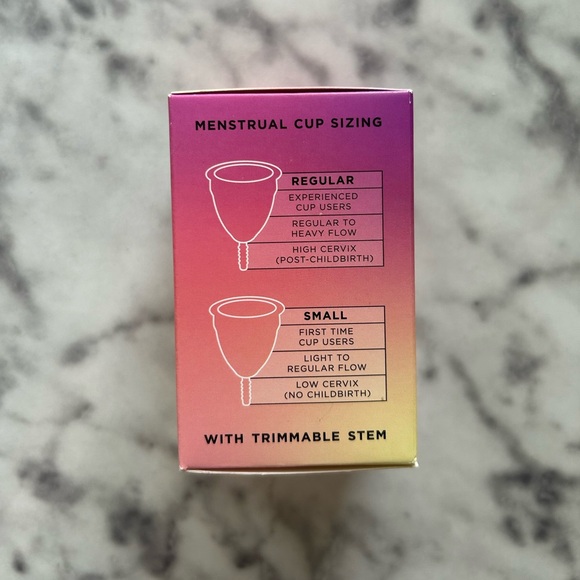 MENSTRUAL CUP SIZING
REGULAR
EXPERIENCED
CUP USERS
REGULAR TO
HEAVY FLOW
HIGH CERVIX
(POST-CHILDBIRTH)
SMALL
FIRST TIME
CUP USERS
LIGHT TO
REGULAR FLOW
LOW CERVIX
(NO CHILDBIRTH)
WITH TRIMMABLE STEM